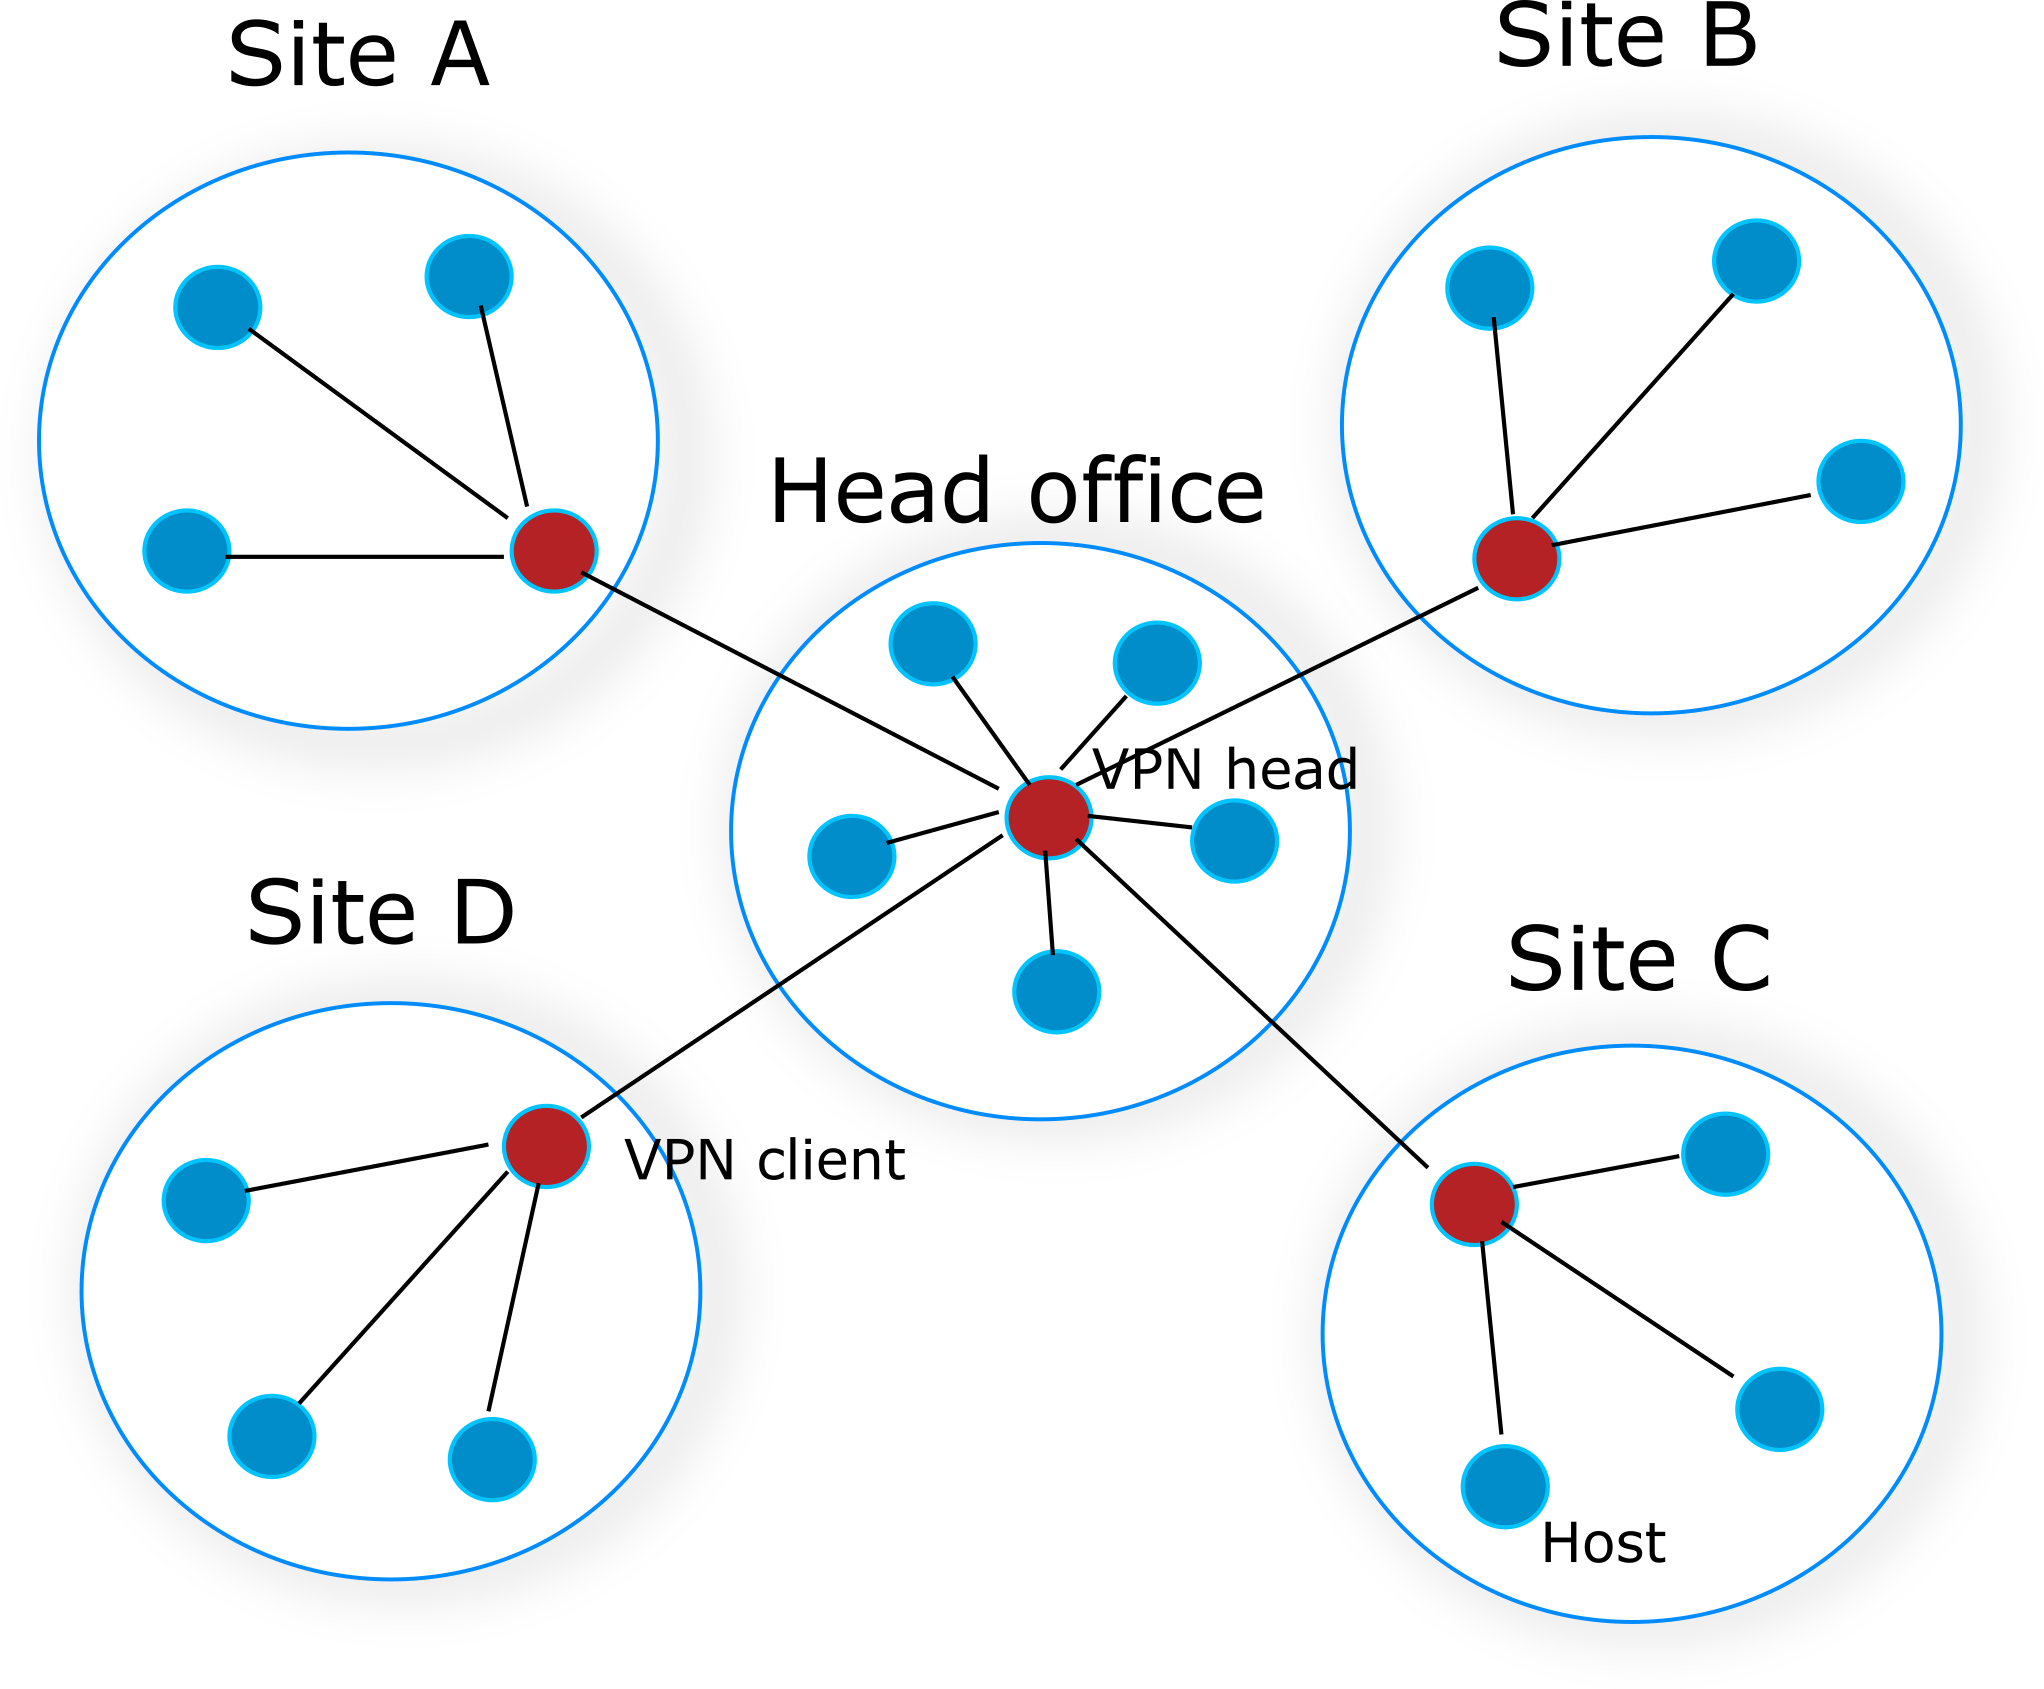 Site A
Site B
Head office
VPN head
Site D
Site C
VPN client
Host